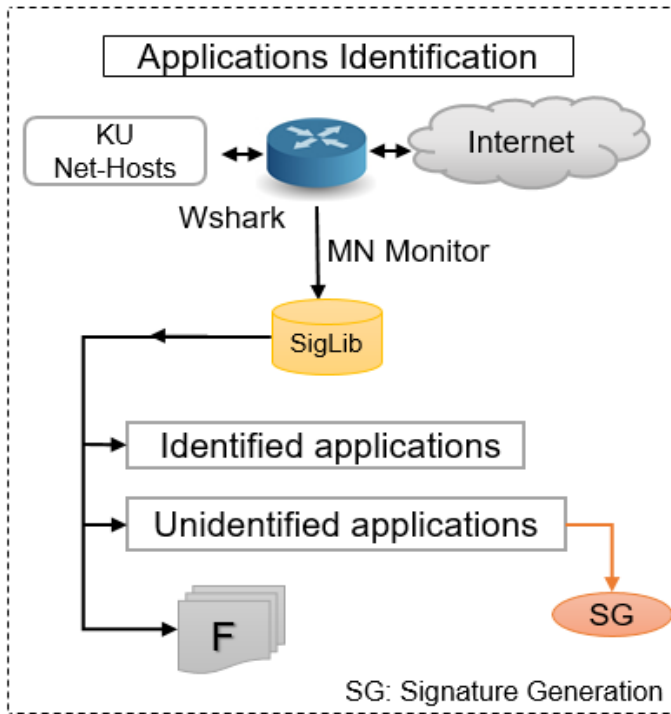 Applications Identification
KU
Net-Hosts
Internet
Wshark
MN Monitor
SigLib
Identified applications
Unidentified applications
F
SG
SG: Signature Generation